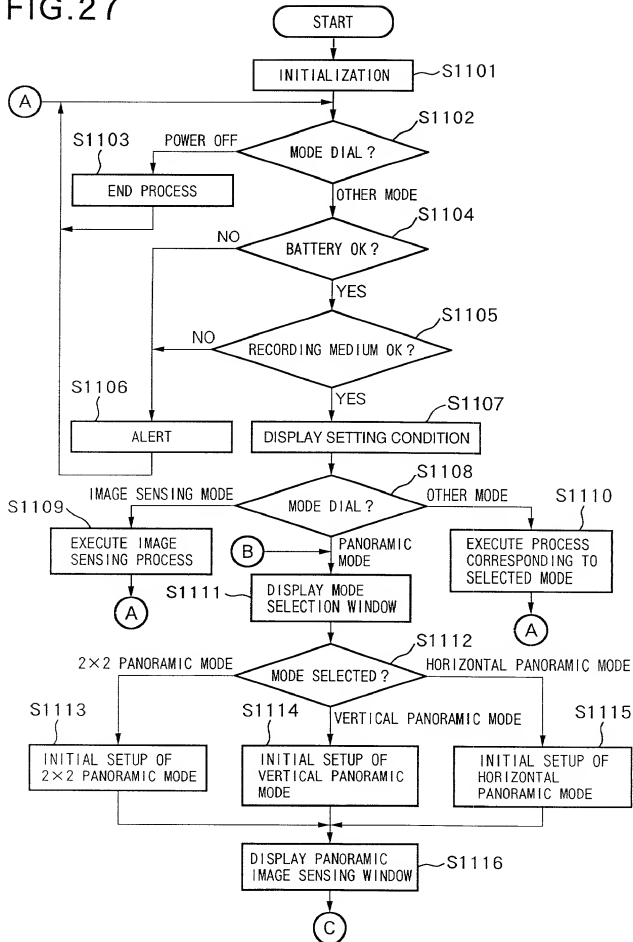 FIG.27
START
INITIALIZATION
S1101
A
S1102
S1103
POWER OFF
MODE DIAL?
END PROCESS
OTHER MODE
S1104
NO
BATTERY OK?
YES
S1105
NO
RECORDING MEDIUM OK?
S1106
YES
S1107
ALERT
DISPLAY SETTING CONDITION
S1108
S1109
IMAGE SENSING MODE
MODE DIAL?
OTHER MODE
S1110
EXECUTE IMAGE
SENSING PROCESS
B
PANORAMIC
MODE
EXECUTE PROCESS
CORRESPONDING TO
SELECTED MODE
A
S1111
DISPLAY MODE
SELECTION WINDOW
A
S1112
2×2 PANORAMIC MODE
MODE SELECTED?
HORIZONTAL PANORAMIC MODE
S1113
S1114
VERTICAL PANORAMIC MODE
S1115
INITIAL SETUP OF
2×2 PANORAMIC MODE
INITIAL SETUP OF
VERTICAL PANORAMIC
MODE
INITIAL SETUP OF
HORIZONTAL
PANORAMIC MODE
DISPLAY PANORAMIC
IMAGE SENSING WINDOW
S1116
C